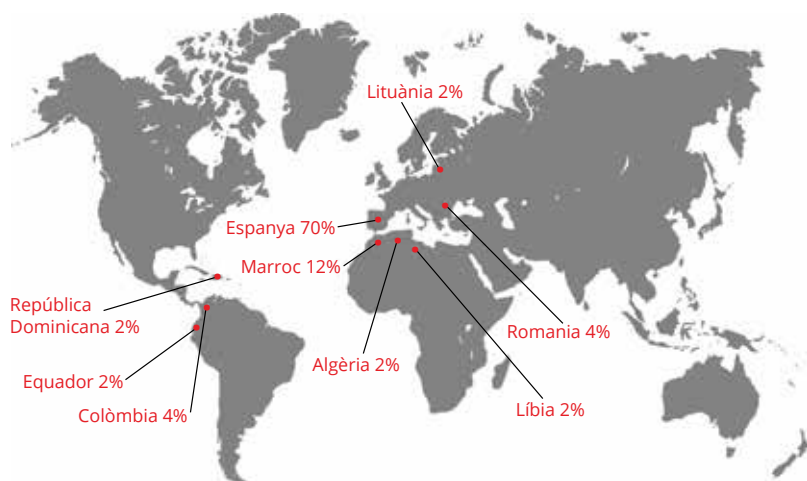 Lituània 2%
Espanya 70%
Marroc 12%
República
Dominicana 2%
Romania 4%
Algèria 2%
Equador 2%
Líbia 2%
Colòmbia 4%